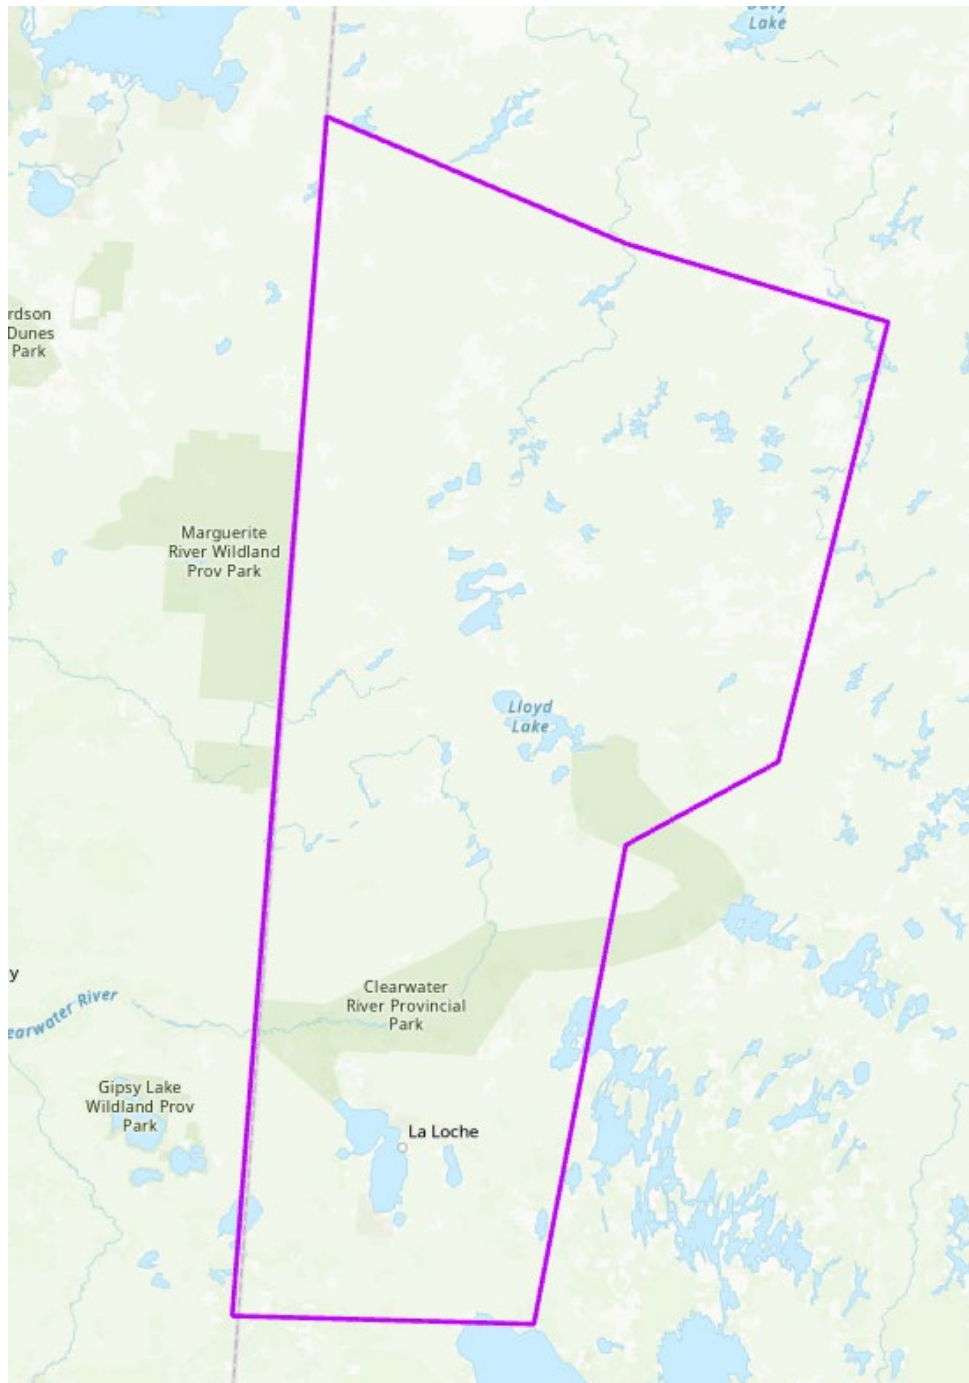 Lake
rdson
Dunes
Park
Marguerite
River Wildland
Prov Park
Lloyd
Lake
Clearwater
River Provincial
Park
y
earwater River
Gipsy Lake
Wildland Prov
Park
La Loche